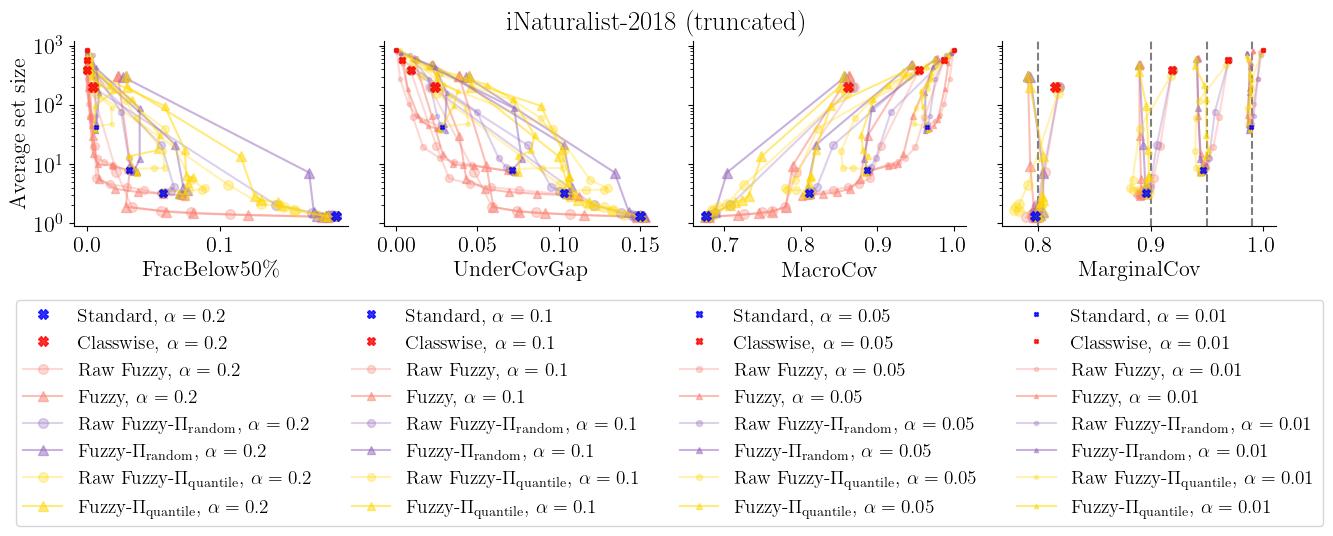 iNaturalist-2018 (truncated)
Average set size
10³
10²
10¹
10⁰
0.0 0.1
FracBelow50%
0.00 0.05 0.10 0.15
UnderCovGap
0.7 0.8 0.9 1.0
MacroCov
0.8 0.9 1.0
MarginalCov
Standard, α = 0.2
Classwise, α = 0.2
Raw Fuzzy, α = 0.2
Fuzzy, α = 0.2
Raw Fuzzy-Π_random, α = 0.2
Fuzzy-Π_random, α = 0.2
Raw Fuzzy-Π_quantile, α = 0.2
Fuzzy-Π_quantile, α = 0.2
Standard, α = 0.1
Classwise, α = 0.1
Raw Fuzzy, α = 0.1
Fuzzy, α = 0.1
Raw Fuzzy-Π_random, α = 0.1
Fuzzy-Π_random, α = 0.1
Raw Fuzzy-Π_quantile, α = 0.1
Fuzzy-Π_quantile, α = 0.1
Standard, α = 0.05
Classwise, α = 0.05
Raw Fuzzy, α = 0.05
Fuzzy, α = 0.05
Raw Fuzzy-Π_random, α = 0.05
Fuzzy-Π_random, α = 0.05
Raw Fuzzy-Π_quantile, α = 0.05
Fuzzy-Π_quantile, α = 0.05
Standard, α = 0.01
Classwise, α = 0.01
Raw Fuzzy, α = 0.01
Fuzzy, α = 0.01
Raw Fuzzy-Π_random, α = 0.01
Fuzzy-Π_random, α = 0.01
Raw Fuzzy-Π_quantile, α = 0.01
Fuzzy-Π_quantile, α = 0.01